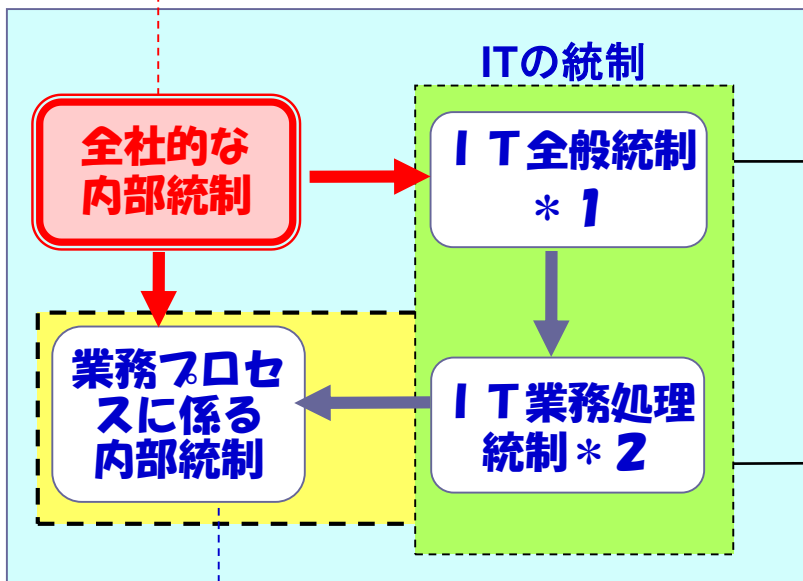 ITの統制
全社的な
内部統制
ＩＴ全般統制
＊1
業務プロセ
スに係る
内部統制
ＩＴ業務処理
統制＊2